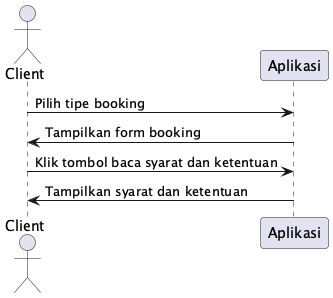 Client
Aplikasi
Pilih tipe booking
Tampilkan form booking
Klik tombol baca syarat dan ketentuan
Tampilkan syarat dan ketentuan
Client
Aplikasi